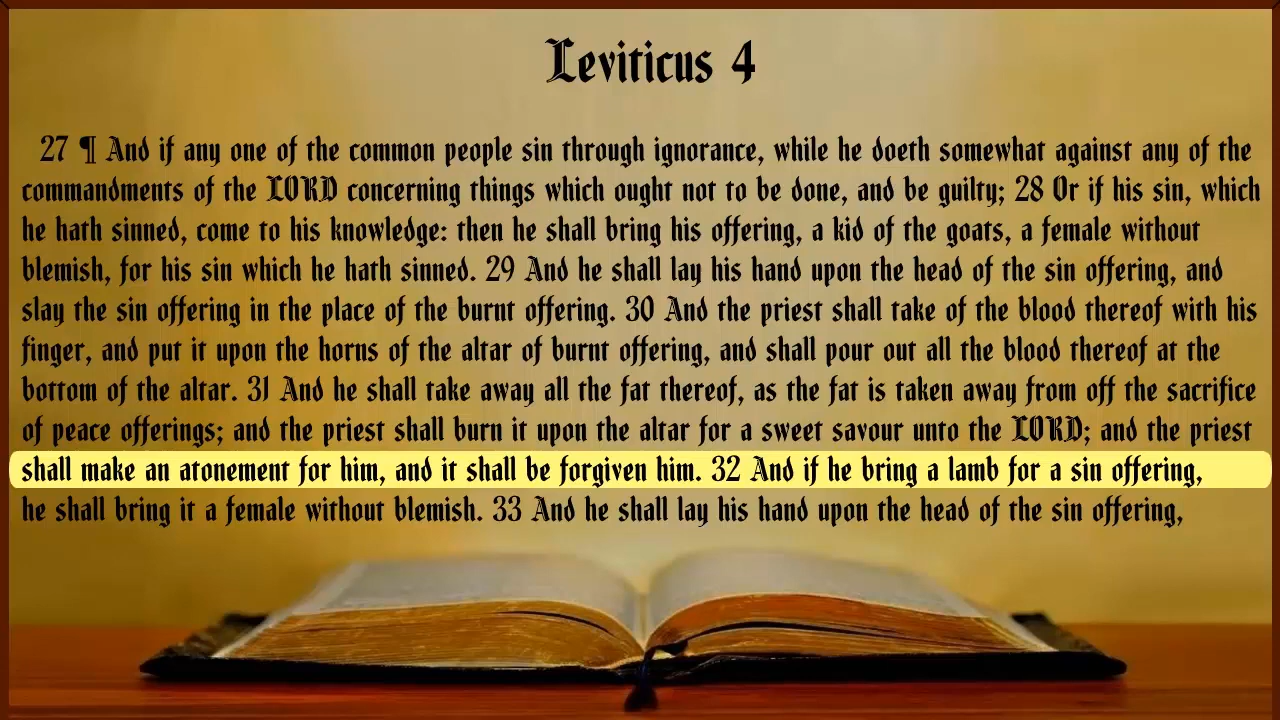 Leviticus 4
27 ¶ And if any one of the common people sin through ignorance, while he doeth somewhat against any of the
commandments of the LORD concerning things which ought not to be done, and be guilty; 28 Or if his sin, which
he hath sinned, come to his knowledge: then he shall bring his offering, a kid of the goats, a female without
blemish, for his sin which he hath sinned. 29 And he shall lay his hand upon the head of the sin offering, and
slay the sin offering in the place of the burnt offering. 30 And the priest shall take of the blood thereof with his
finger, and put it upon the horns of the altar of burnt offering, and shall pour out all the blood thereof at the
bottom of the altar. 31 And he shall take away all the fat thereof, as the fat is taken away from off the sacrifice
of peace offerings; and the priest shall burn it upon the altar for a sweet savour unto the LORD; and the priest
shall make an atonement for him, and it shall be forgiven him. 32 And if he bring a lamb for a sin offering,
he shall bring it a female without blemish. 33 And he shall lay his hand upon the head of the sin offering,